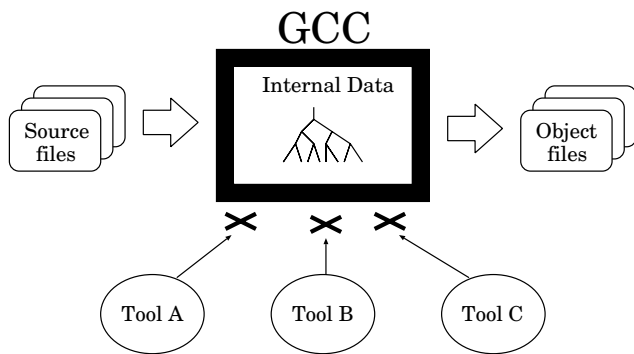 GCC
Internal Data
Source
files
Object
files
Tool A
Tool B
Tool C